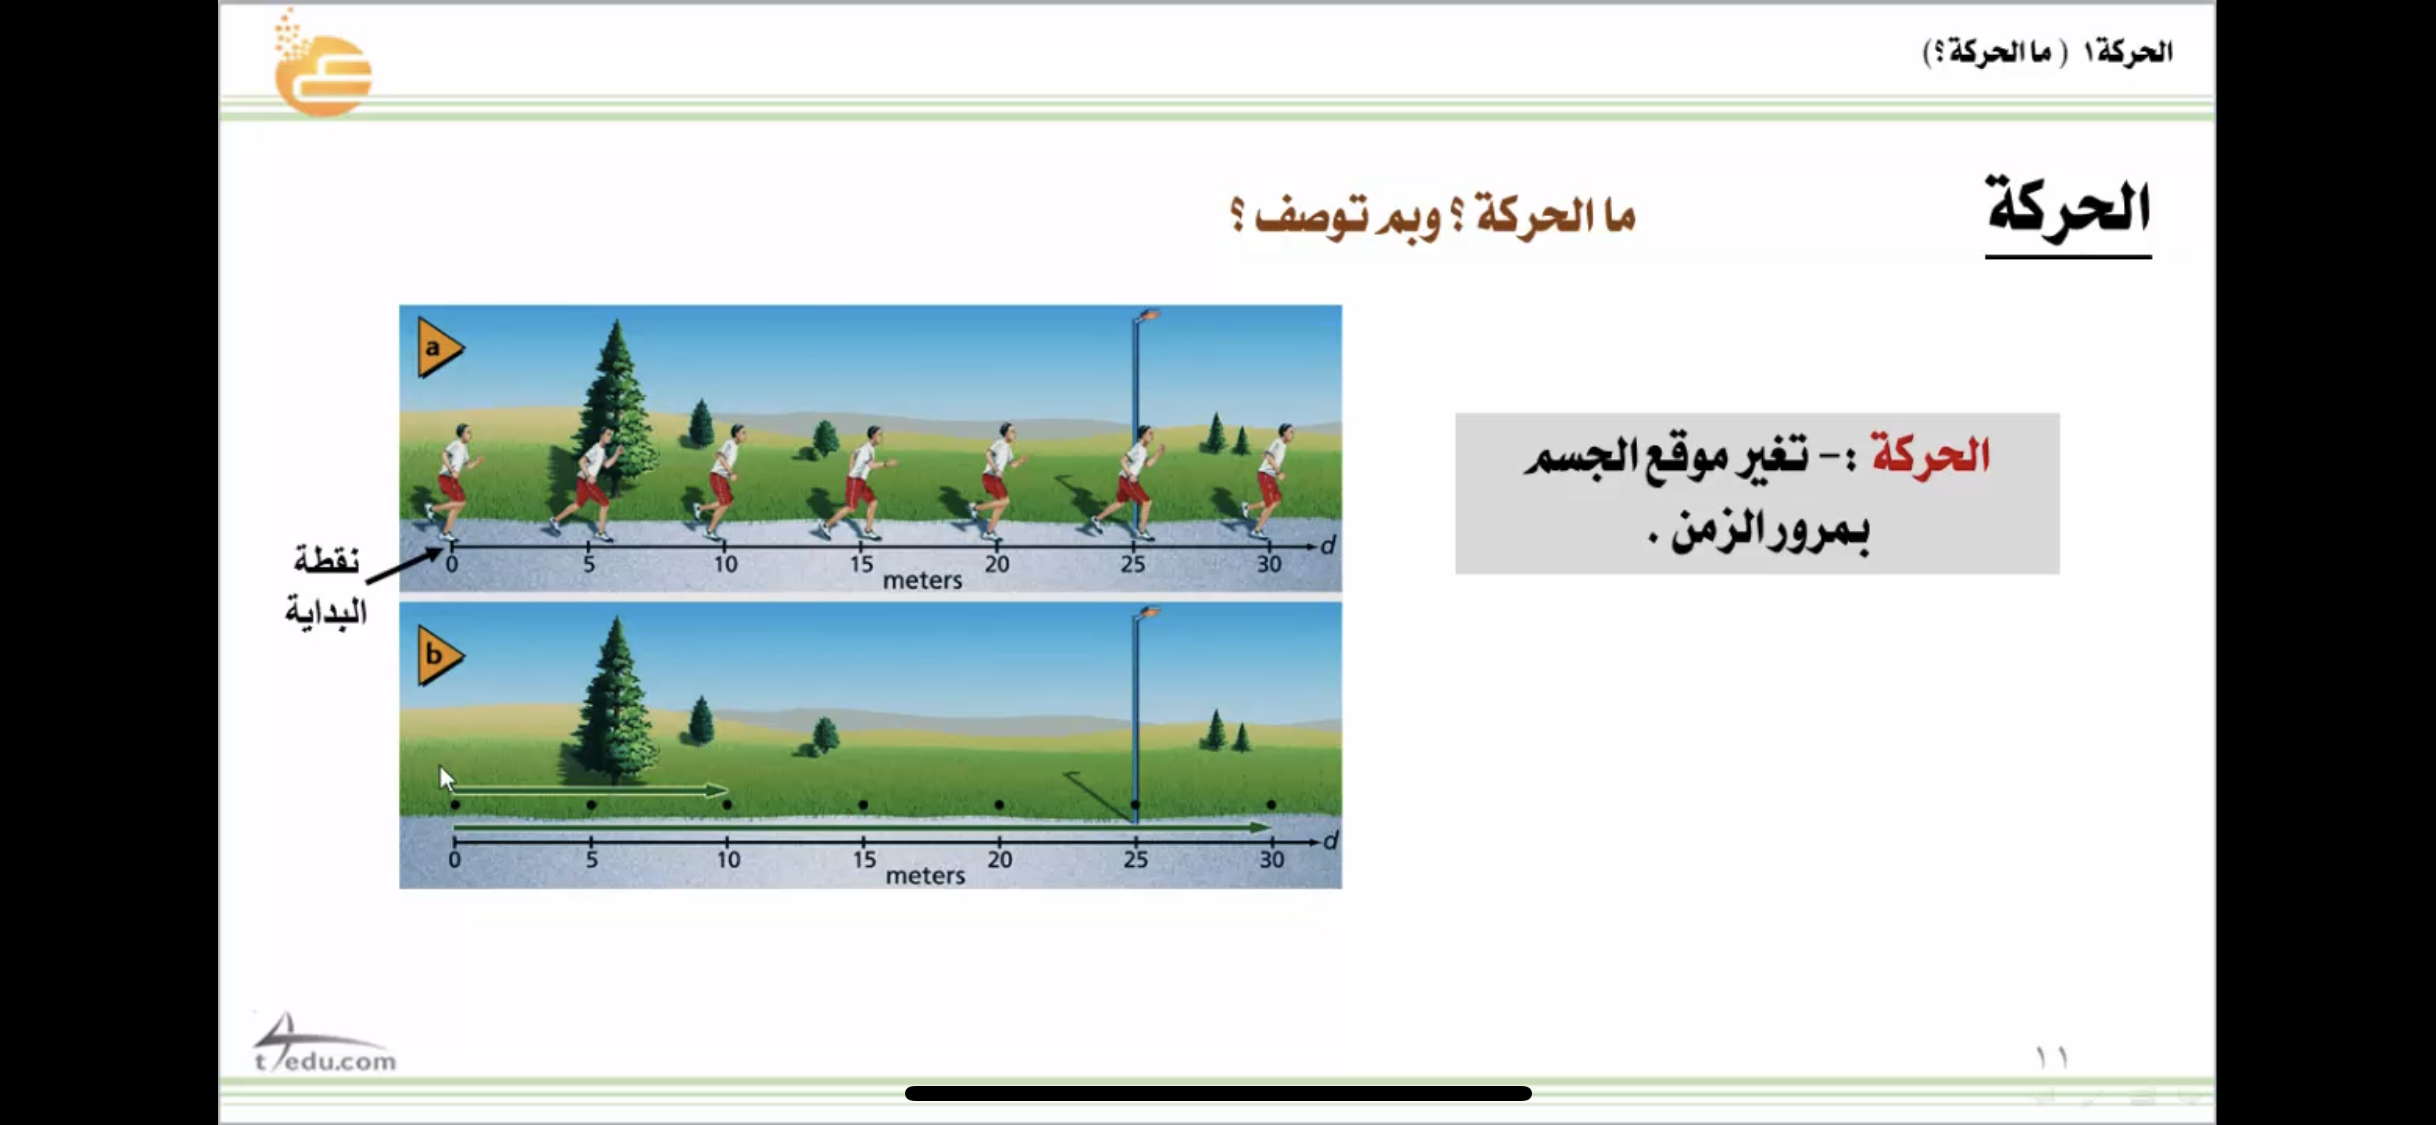 الحركة١ ( ما الحركة؟)
الحركة
ما الحركة ؟ وبم توصف ؟
الحركة :- تغير موقع الجسم
بمرور الزمن .
a
نقطة
البداية
0 5 10 15 20 25 30 d
meters
b
0 5 10 15 20 25 30 d
meters
t4edu.com
١١